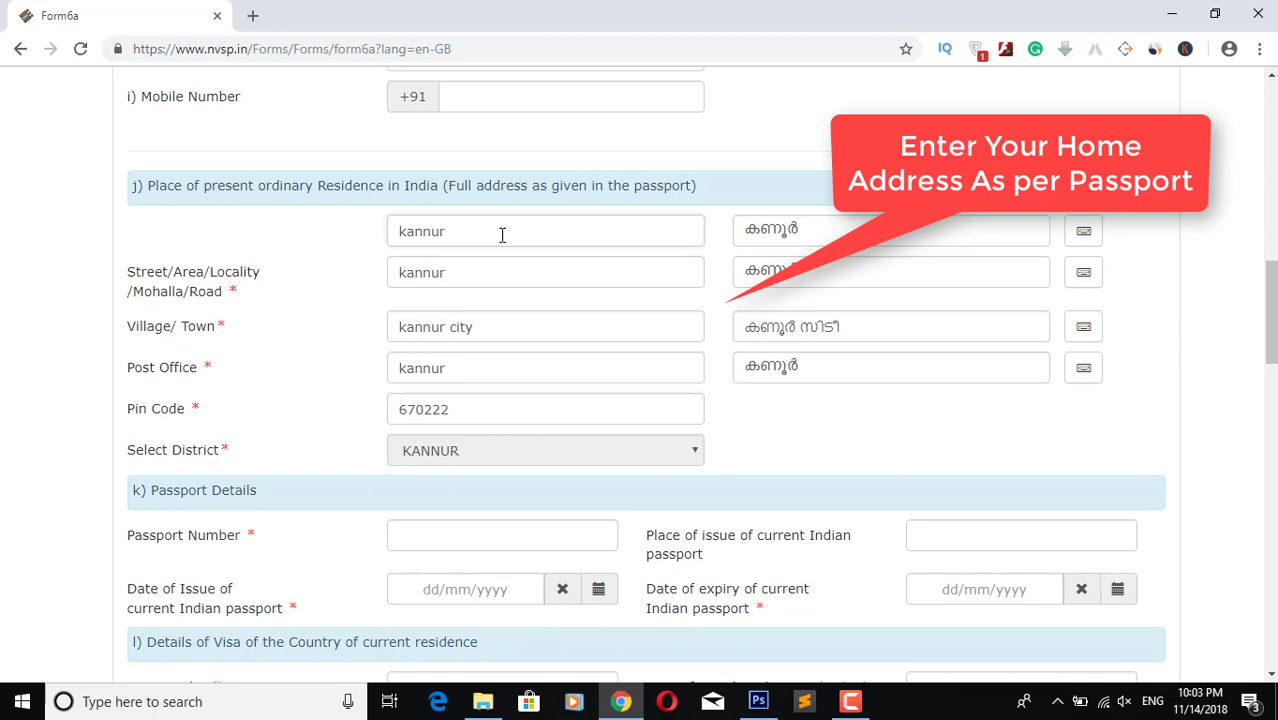 Form6a
https://www.nvsp.in/Forms/Forms/form6a?lang=en-GB
IQ
1
K
i) Mobile Number
+91
Enter Your Home
Address As per Passport
j) Place of present ordinary Residence in India (Full address as given in the passport)
kannur
കണൂർ
Street/Area/Locality
/Mohalla/Road *
kannur
Village/ Town*
kannur city
കണൂർ സിടീ
Post Office *
kannur
കണൂർ
Pin Code *
670222
Select District*
KANNUR
k) Passport Details
Passport Number *
Place of issue of current Indian
passport
Date of Issue of
current Indian passport *
dd/mm/yyyy
Date of expiry of current
Indian passport *
dd/mm/yyyy
l) Details of Visa of the Country of current residence
Type here to search
Ps
ENG
10:03 PM
11/14/2018
3